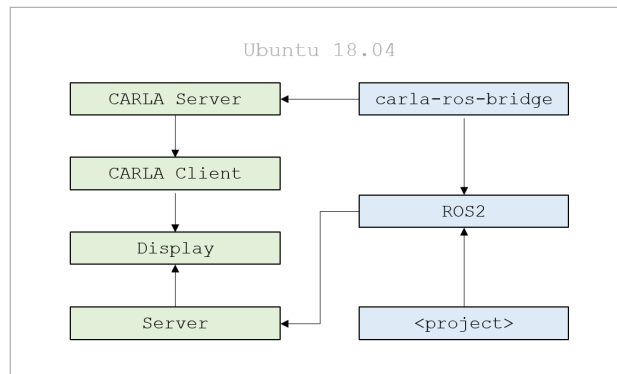 Ubuntu 18.04
CARLA Server
carla-ros-bridge
CARLA Client
ROS2
Display
Server
<project>